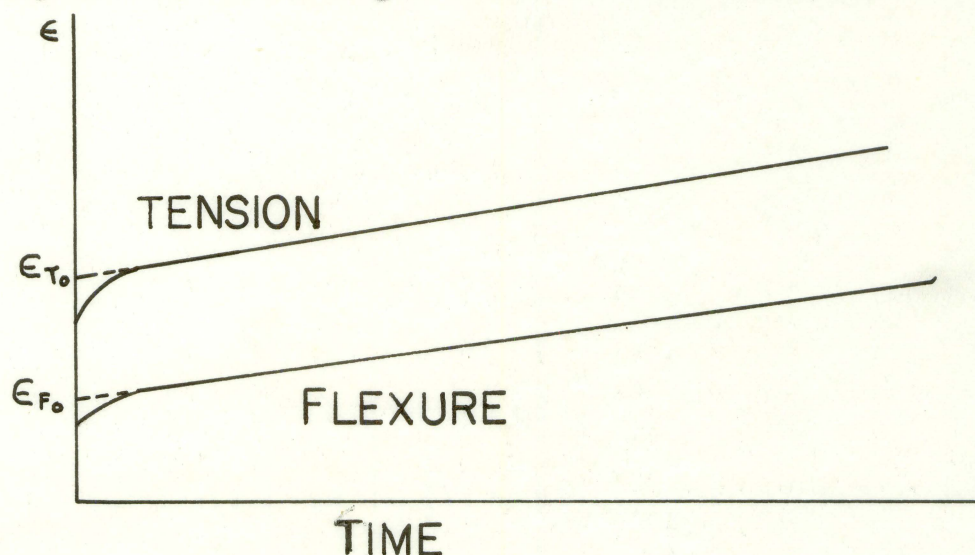 ϵ
TENSION
ϵT₀
ϵF₀
FLEXURE
TIME